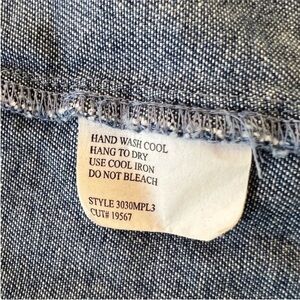 HAND WASH COOL
HANG TO DRY
USE COOL IRON
DO NOT BLEACH
STYLE 3030MPL3
CUT# 19567